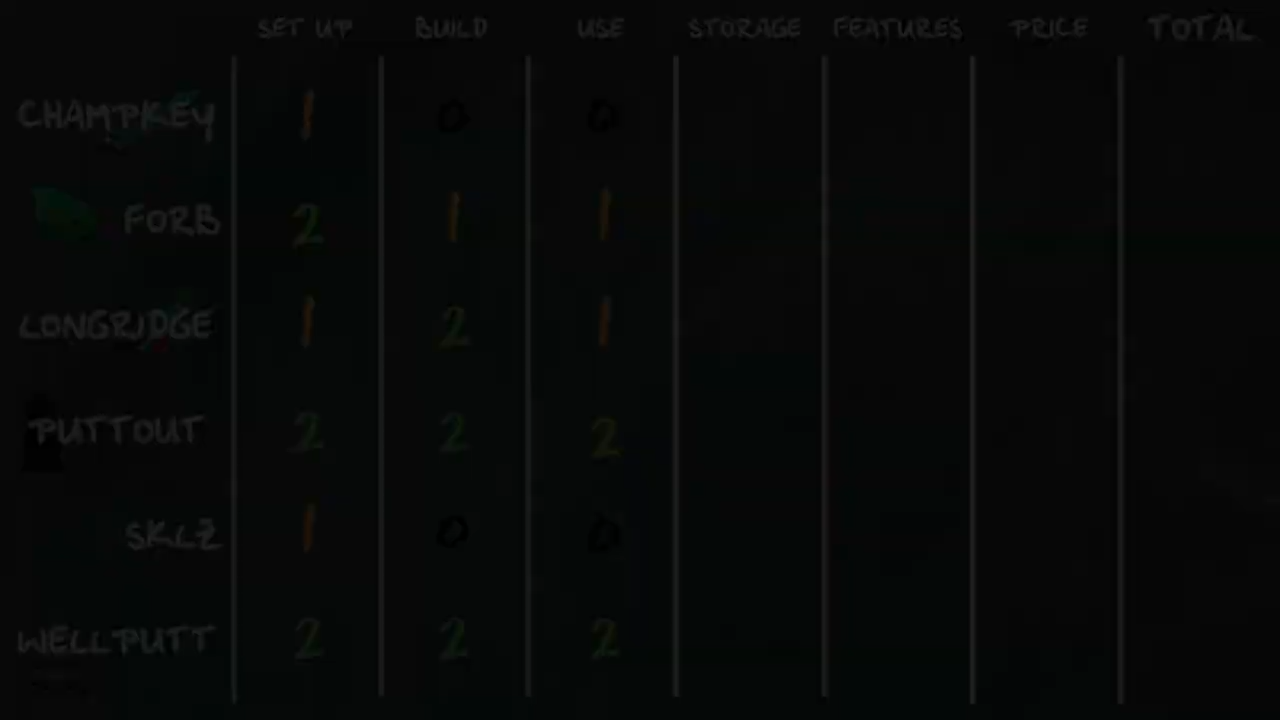 SET UP BUILD USE STORAGE FEATURES PRICE TOTAL
CHAMPKEY 1 0 0
FORB 2 1 1
LONGRIDGE 1 2 1
PUTTOUT 2 2 2
SKLZ 1 0 0
WELLPUTT 2 2 2